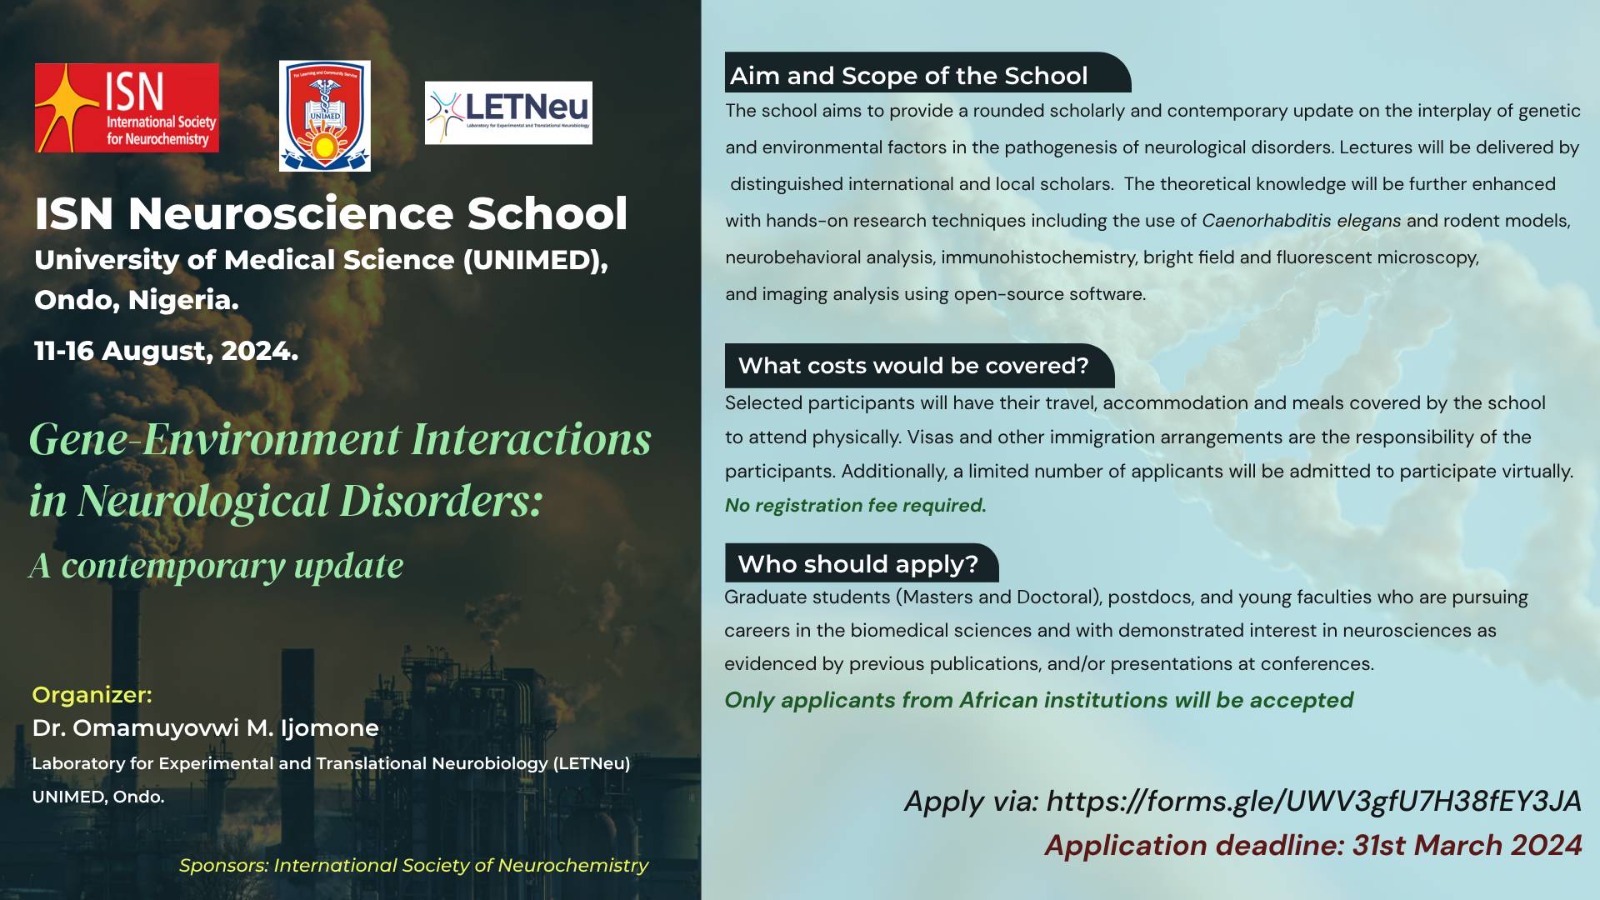 ISN
International Society
for Neurochemistry
For Learning and Community Service
UNIMED
LETNeu
Laboratory for Experimental and Translational Neurobiology
ISN Neuroscience School
University of Medical Science (UNIMED),
Ondo, Nigeria.
11-16 August, 2024.
Gene-Environment Interactions
in Neurological Disorders:
A contemporary update
Organizer:
Dr. Omamuyovwi M. Ijomone
Laboratory for Experimental and Translational Neurobiology (LETNeu)
UNIMED, Ondo.
Sponsors: International Society of Neurochemistry
Aim and Scope of the School
The school aims to provide a rounded scholarly and contemporary update on the interplay of genetic
and environmental factors in the pathogenesis of neurological disorders. Lectures will be delivered by
distinguished international and local scholars. The theoretical knowledge will be further enhanced
with hands-on research techniques including the use of Caenorhabditis elegans and rodent models,
neurobehavioral analysis, immunohistochemistry, bright field and fluorescent microscopy,
and imaging analysis using open-source software.
What costs would be covered?
Selected participants will have their travel, accommodation and meals covered by the school
to attend physically. Visas and other immigration arrangements are the responsibility of the
participants. Additionally, a limited number of applicants will be admitted to participate virtually.
No registration fee required.
Who should apply?
Graduate students (Masters and Doctoral), postdocs, and young faculties who are pursuing
careers in the biomedical sciences and with demonstrated interest in neurosciences as
evidenced by previous publications, and/or presentations at conferences.
Only applicants from African institutions will be accepted
Apply via: https://forms.gle/UWV3gfU7H38fEY3JA
Application deadline: 31st March 2024